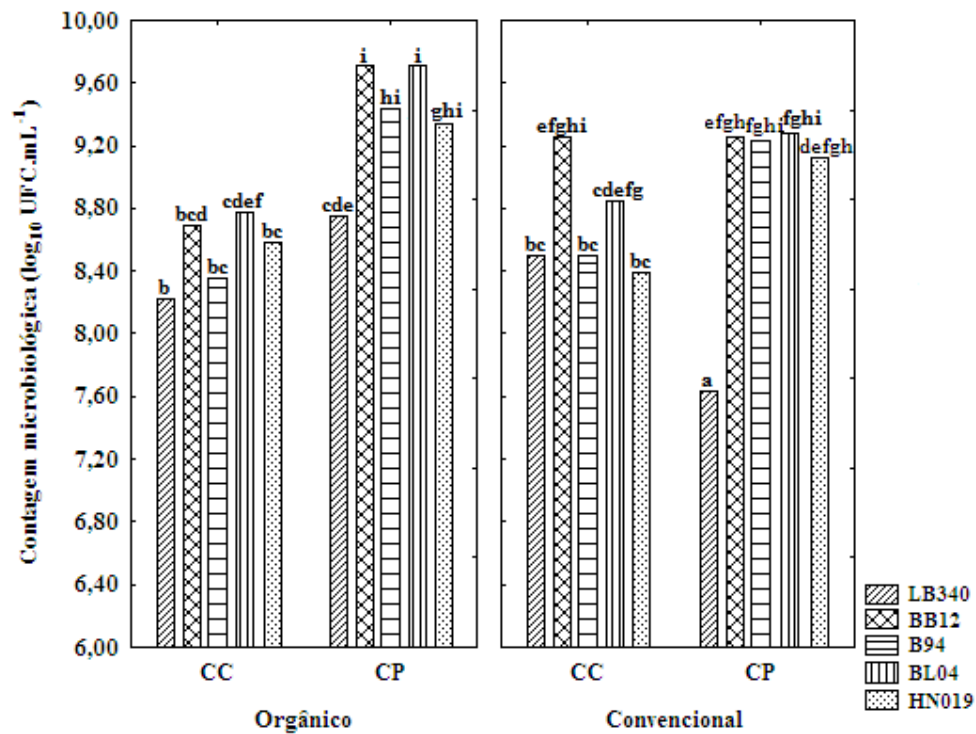 Contagem microbiológica (log10 UFC.mL-1)
10,00
9,60
9,20
8,80
8,40
8,00
7,60
7,20
6,80
6,40
6,00
b
bcd
bc
cdef
bc
cde
i
hi
i
ghi
bc
efghi
bc
cdefg
bc
a
efgh
fghi
fghi
defgh
CC
CP
CC
CP
Orgânico
Convencional
LB340
BB12
B94
BL04
HN019